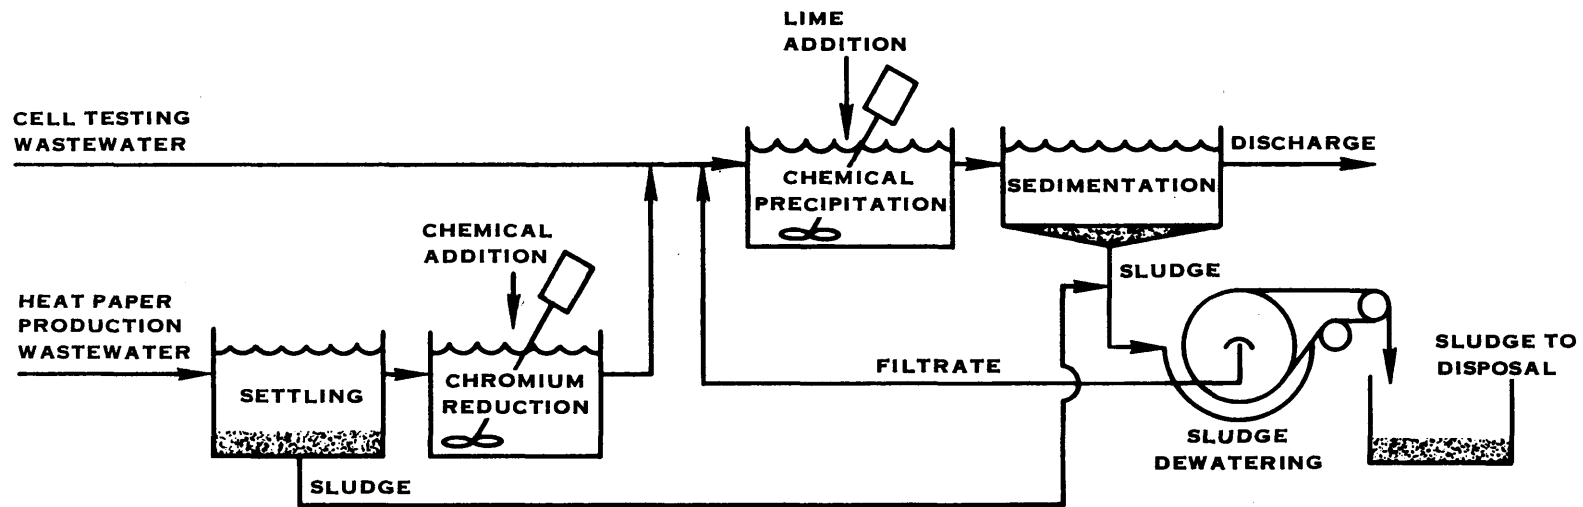 LIME
ADDITION
CELL TESTING
WASTEWATER
DISCHARGE
CHEMICAL
PRECIPITATION
SEDIMENTATION
CHEMICAL
ADDITION
SLUDGE
HEAT PAPER
PRODUCTION
WASTEWATER
SETTLING
CHROMIUM
REDUCTION
FILTRATE
SLUDGE TO
DISPOSAL
SLUDGE
DEWATERING
SLUDGE